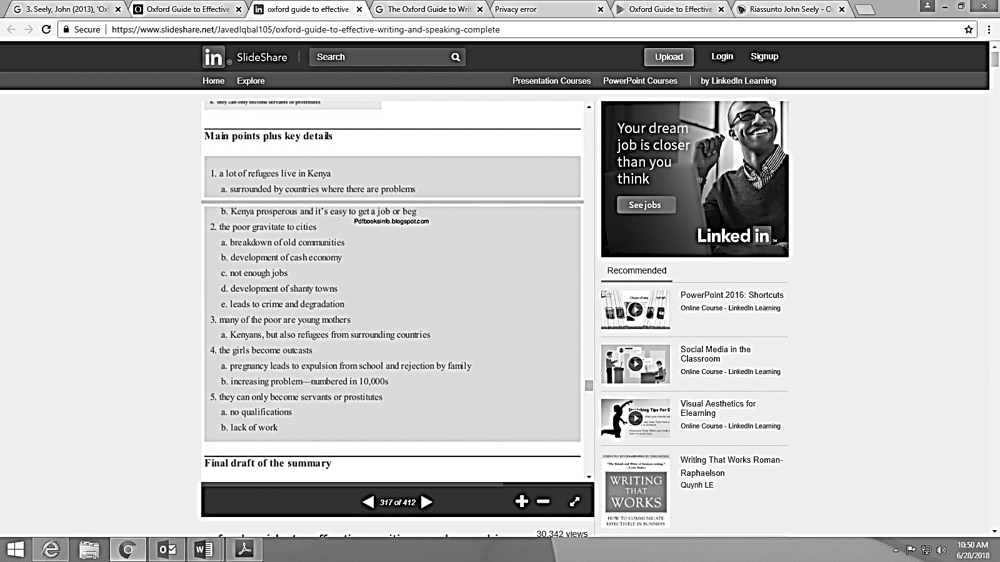 3. Seely, John (2013), 'Oxf
Oxford Guide to Effective
oxford guide to effective
The Oxford Guide to Writ
Privacy error
Oxford Guide to Effective
Riassunto John Seely - O
Secure
https://www.slideshare.net/JavedIqbal105/oxford-guide-to-effective-writing-and-speaking-complete
in ® SlideShare
Search
Upload
Login
Signup
Home
Explore
Presentation Courses
PowerPoint Courses
by LinkedIn Learning
6. they can only become servants or prostitutes
Main points plus key details
1. a lot of refugees live in Kenya
a. surrounded by countries where there are problems
b. Kenya prosperous and it's easy to get a job or beg
Pdfbooksinfo.blogspot.com
2. the poor gravitate to cities
a. breakdown of old communities
b. development of cash economy
c. not enough jobs
d. development of shanty towns
e. leads to crime and degradation
3. many of the poor are young mothers
a. Kenyans, but also refugees from surrounding countries
4. the girls become outcasts
a. pregnancy leads to expulsion from school and rejection by family
b. increasing problem—numbered in 10,000s
5. they can only become servants or prostitutes
a. no qualifications
b. lack of work
Final draft of the summary
317 of 412
30,342 views
Your dream
job is closer
than you
think
See jobs
Linked in ™
Recommended
PowerPoint 2016: Shortcuts
Online Course - LinkedIn Learning
Social Media in the
Classroom
Online Course - LinkedIn Learning
Stretching Tips For D
Visual Aesthetics for
Elearning
Online Course - LinkedIn Learning
WRITING
THAT
WORKS
HOW TO COMMUNICATE
EFFECTIVELY IN BUSINESS
Writing That Works Roman-
Raphaelson
Quynh LE
10:50 AM
6/28/2018